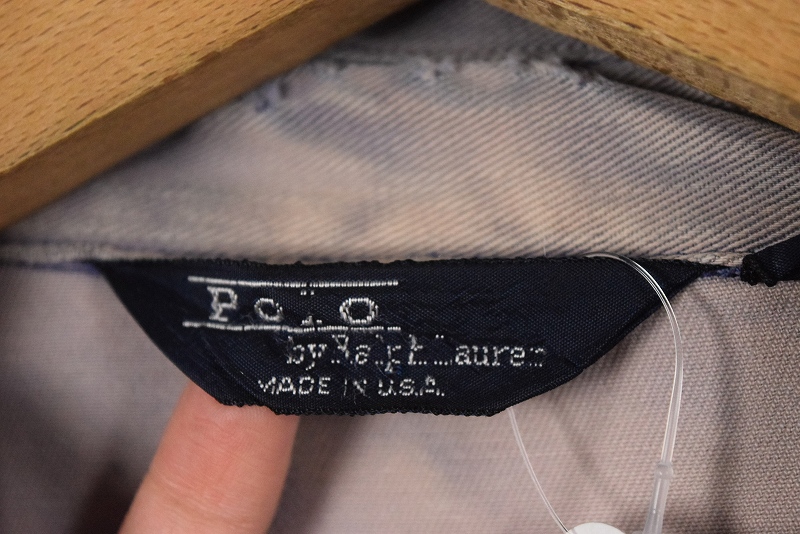 Polo
by Ralph Lauren
MADE IN U.S.A.